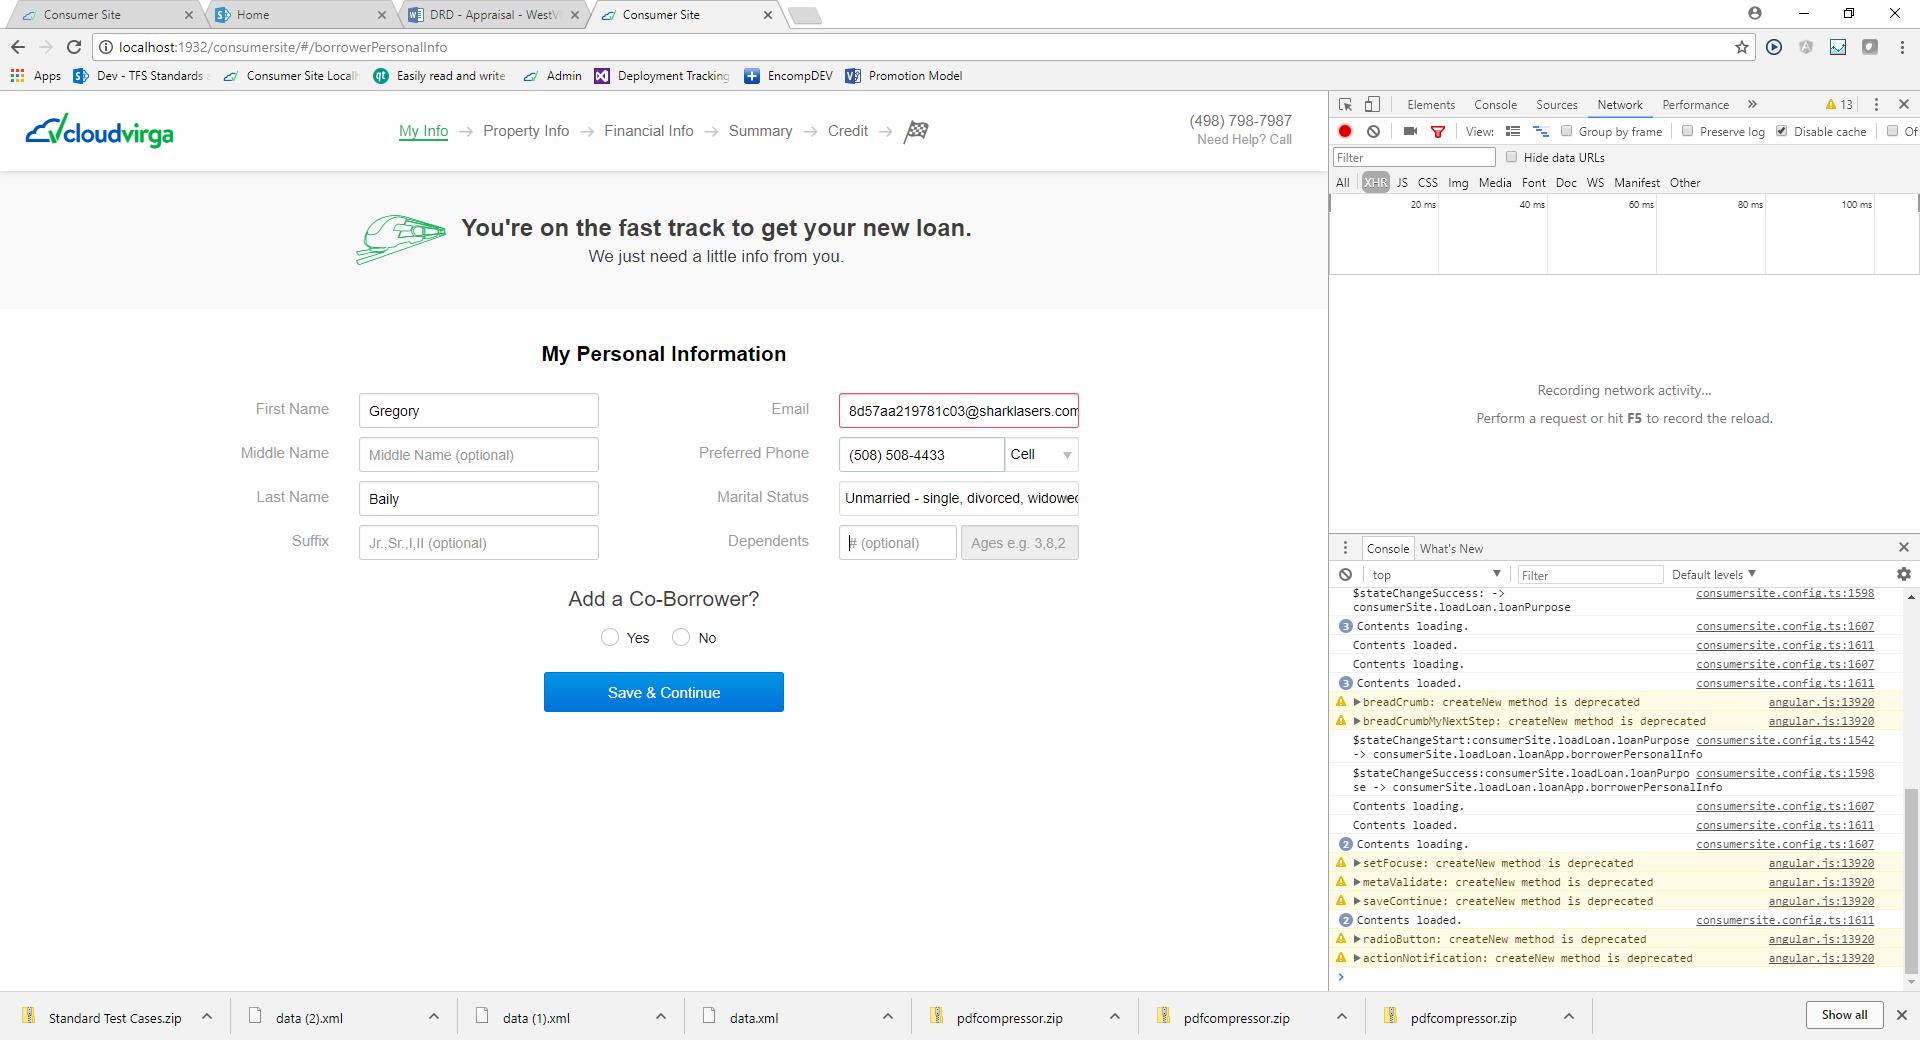 Consumer Site
Home
DRD - Appraisal - WestV
Consumer Site
localhost:1932/consumersite/#/borrowerPersonalInfo
Apps
Dev - TFS Standards
Consumer Site Local
Easily read and write
Admin
Deployment Tracking
EncompDEV
Promotion Model
cloudvirga
My Info
Property Info
Financial Info
Summary
Credit
(498) 798-7987
Need Help? Call
You're on the fast track to get your new loan.
We just need a little info from you.
My Personal Information
First Name
Gregory
Email
8d57aa219781c03@sharklasers.com
Middle Name
Middle Name (optional)
Preferred Phone
(508) 508-4433
Cell
Last Name
Baily
Marital Status
Unmarried - single, divorced, widowed
Suffix
Jr.,Sr.,I,II (optional)
Dependents
# (optional)
Ages e.g. 3,8,2
Add a Co-Borrower?
Yes
No
Save & Continue
Elements
Console
Sources
Network
Performance
13
View:
Group by frame
Preserve log
Disable cache
Of
Filter
Hide data URLs
All
XHR
JS
CSS
Img
Media
Font
Doc
WS
Manifest
Other
20 ms
40 ms
60 ms
80 ms
100 ms
Recording network activity...
Perform a request or hit F5 to record the reload.
Console
What's New
top
Filter
Default levels
$stateChangeSuccess: -> consumersite.config.ts:1598
consumerSite.loadLoan.loanPurpose
3 Contents loading. consumersite.config.ts:1607
Contents loaded. consumersite.config.ts:1611
Contents loading. consumersite.config.ts:1607
3 Contents loaded. consumersite.config.ts:1611
breadCrumb: createNew method is deprecated angular.js:13920
breadCrumbMyNextStep: createNew method is deprecated angular.js:13920
$stateChangeStart:consumerSite.loadLoan.loanPurpose consumersite.config.ts:1542
-> consumerSite.loadLoan.loanApp.borrowerPersonalInfo
$stateChangeSuccess:consumerSite.loadLoan.loanPurpo consumersite.config.ts:1598
se -> consumerSite.loadLoan.loanApp.borrowerPersonalInfo
Contents loading. consumersite.config.ts:1607
Contents loaded. consumersite.config.ts:1611
2 Contents loading. consumersite.config.ts:1607
setFocuse: createNew method is deprecated angular.js:13920
metaValidate: createNew method is deprecated angular.js:13920
saveContinue: createNew method is deprecated angular.js:13920
2 Contents loaded. consumersite.config.ts:1611
radioButton: createNew method is deprecated angular.js:13920
actionNotification: createNew method is deprecated angular.js:13920
Standard Test Cases.zip
data (2).xml
data (1).xml
data.xml
pdfcompressor.zip
pdfcompressor.zip
pdfcompressor.zip
Show all